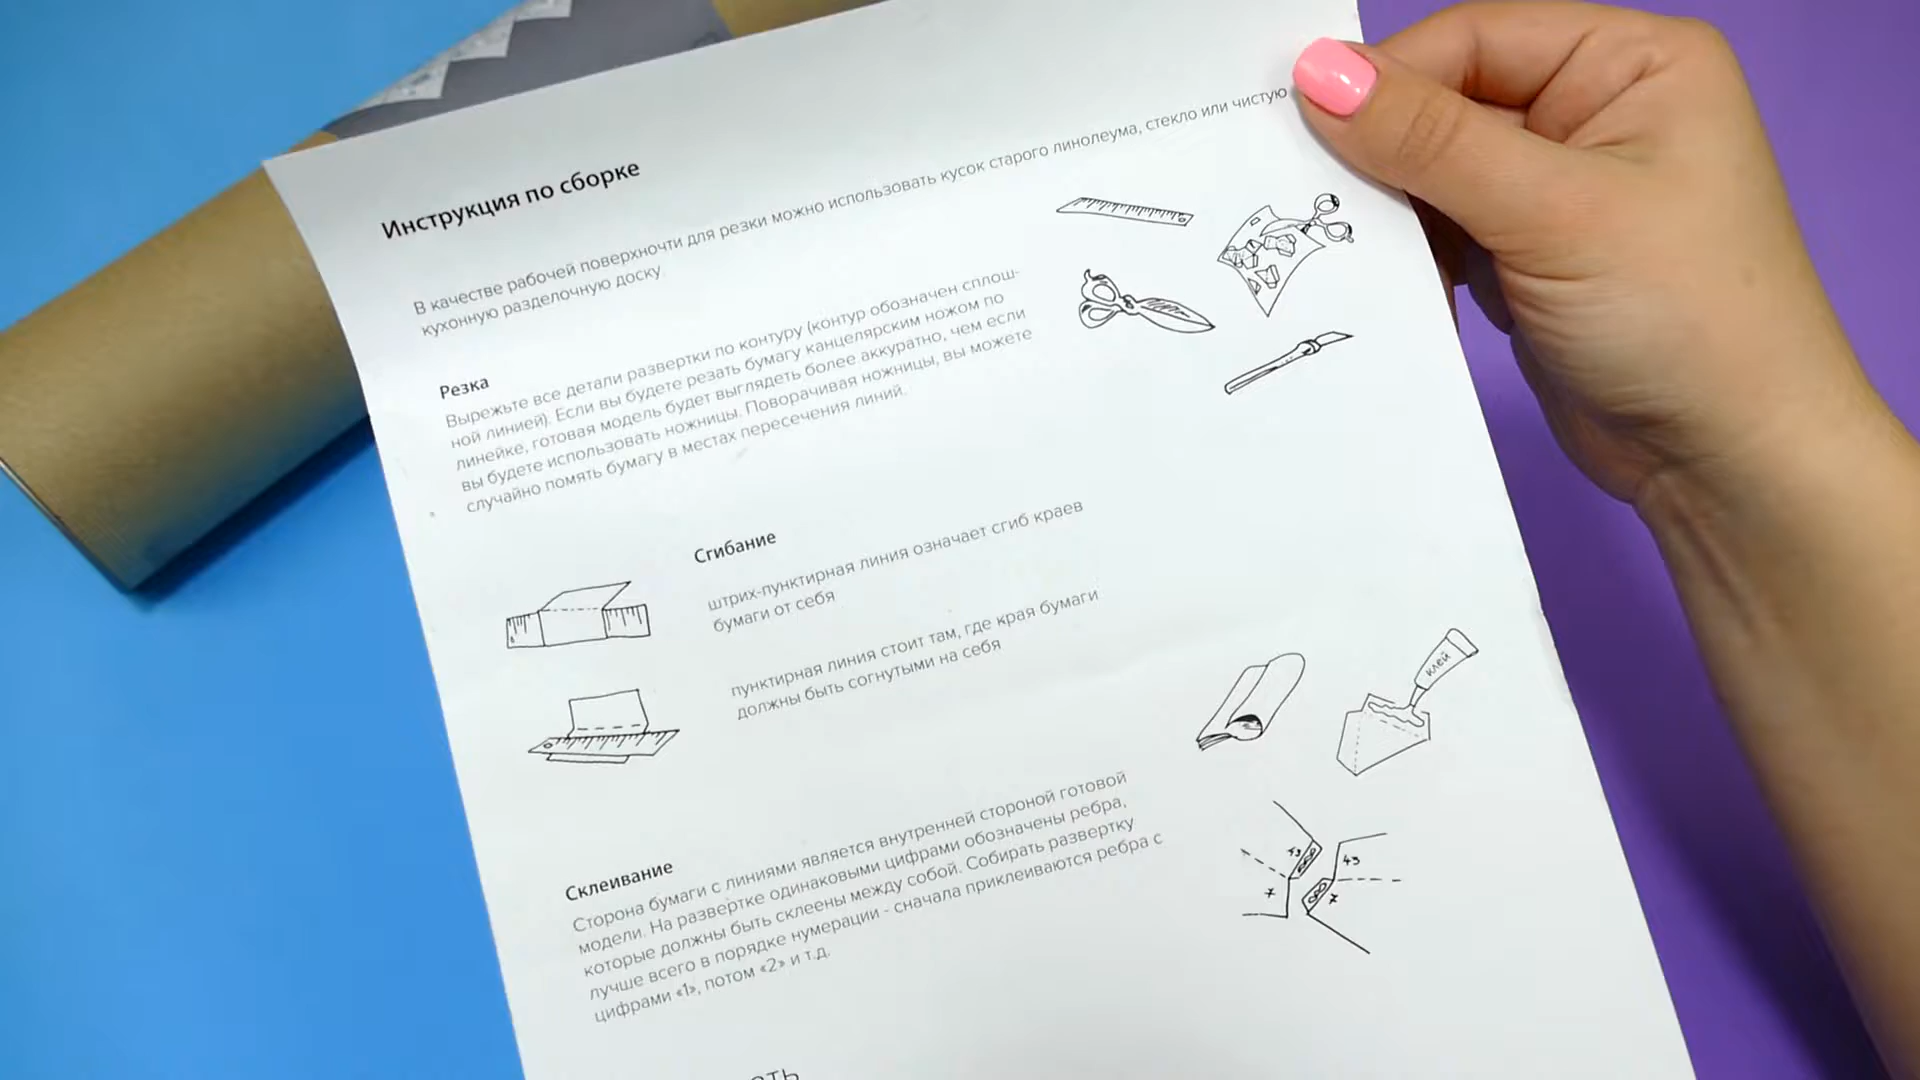 Инструкция по сборке
В качестве рабочей поверхночти для резки можно использовать кусок старого линолеума, стекло или чистую
кухонную разделочную доску
Резка
Вырежьте все детали развертки по контуру (контур обозначен сплош-
ной линией). Если вы будете резать бумагу канцелярским ножом по
линейке, готовая модель будет выглядеть более аккуратно, чем если
вы будете использовать ножницы. Поворачивая ножницы, вы можете
случайно помять бумагу в местах пересечения линий.
Сгибание
штрих-пунктирная линия означает сгиб краев
бумаги от себя
пунктирная линия стоит там, где края бумаги
должны быть согнутыми на себя
клей
Склеивание
Сторона бумаги с линиями является внутренней стороной готовой
модели. На развертке одинаковыми цифрами обозначены ребра,
которые должны быть склеены между собой. Собирать развертку
лучше всего в порядке нумерации - сначала приклеиваются ребра с
цифрами «1», потом «2» и т.д.
43
43
7
7